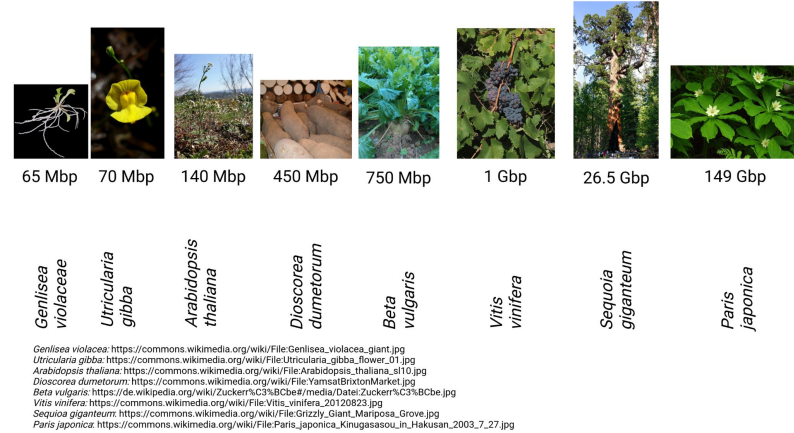 65 Mbp
70 Mbp
140 Mbp
450 Mbp
750 Mbp
1 Gbp
26.5 Gbp
149 Gbp
Genlisea
violaceae
Utricularia
gibba
Arabidopsis
thaliana
Dioscorea
dumetorum
Beta
vulgaris
Vitis
vinifera
Sequoia
giganteum
Paris
japonica
Genlisea violacea: https://commons.wikimedia.org/wiki/File:Genlisea_violacea_giant.jpg
Utricularia gibba: https://commons.wikimedia.org/wiki/File:Utricularia_gibba_flower_01.jpg
Arabidopsis thaliana: https://commons.wikimedia.org/wiki/File:Arabidopsis_thaliana_sl10.jpg
Dioscorea dumetorum: https://commons.wikimedia.org/wiki/File:YamsatBrixtonMarket.jpg
Beta vulgaris: https://de.wikipedia.org/wiki/Zuckerr%C3%BCbe#/media/Datei:Zuckerr%C3%BCbe.jpg
Vitis vinifera: https://commons.wikimedia.org/wiki/File:Vitis_vinifera_20120823.jpg
Sequoia giganteum: https://commons.wikimedia.org/wiki/File:Grizzly_Giant_Mariposa_Grove.jpg
Paris japonica: https://commons.wikimedia.org/wiki/File:Paris_japonica_Kinugasasou_in_Hakusan_2003_7_27.jpg